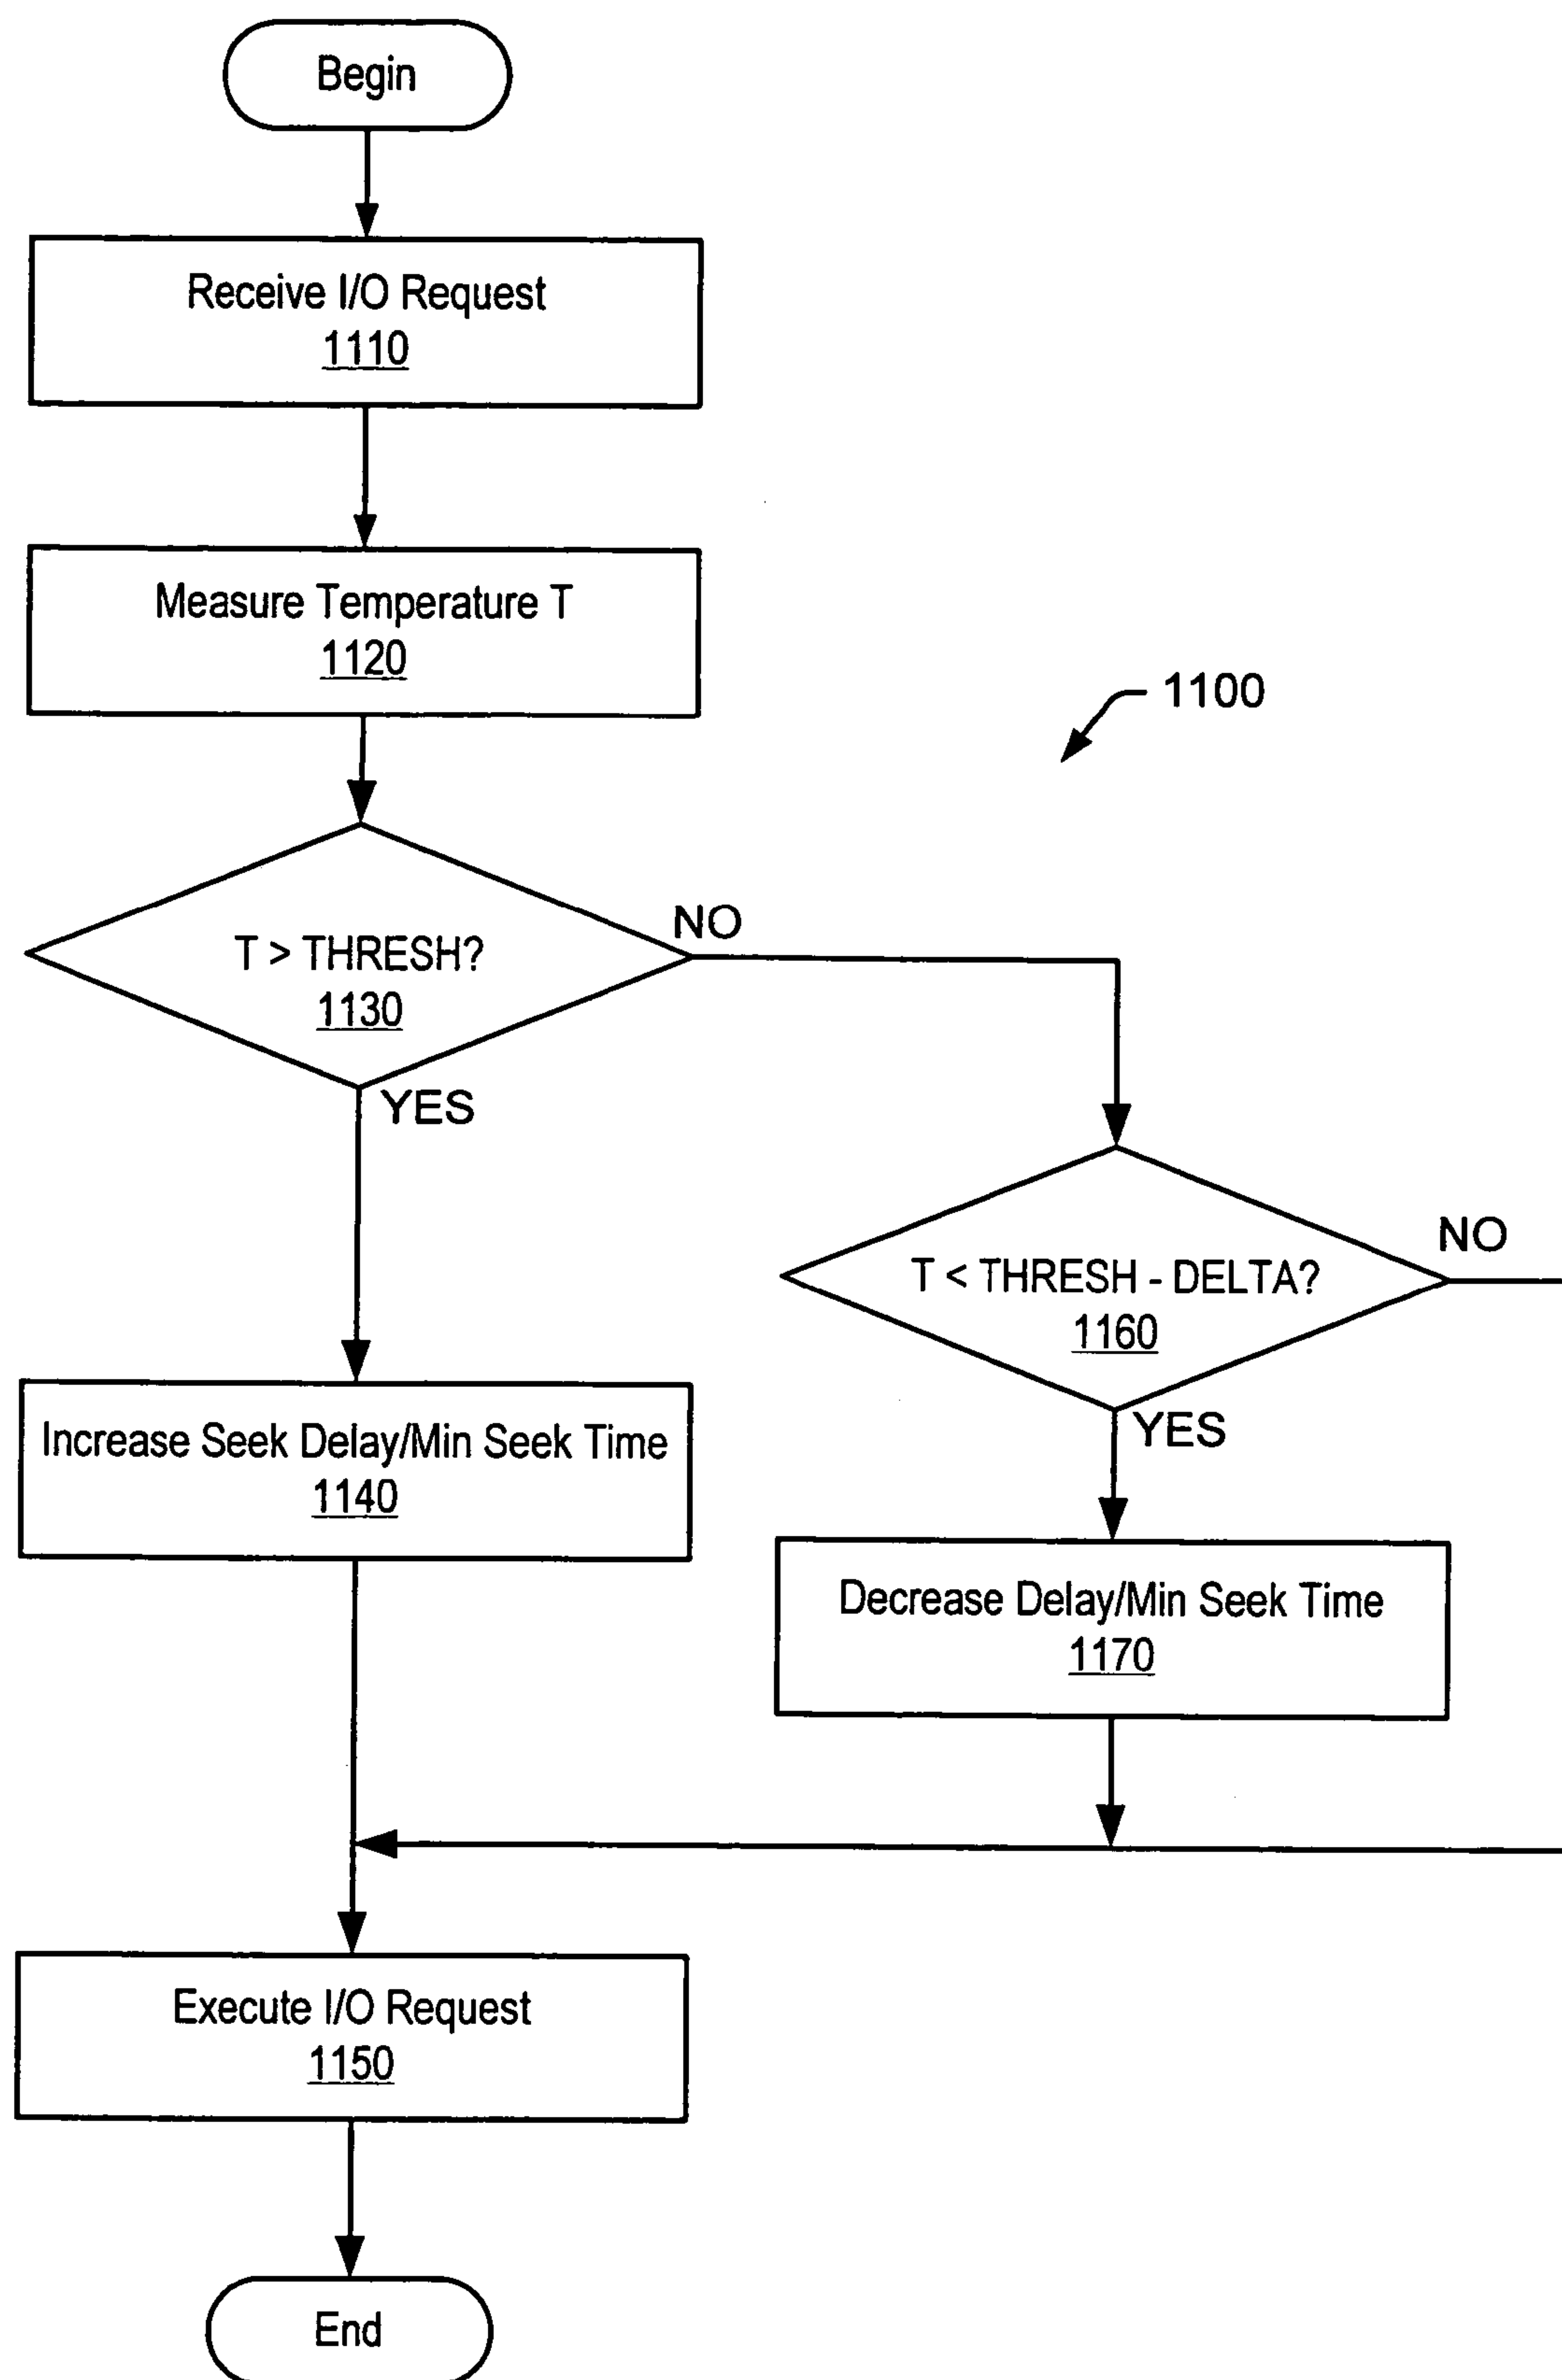 Begin
Receive I/O Request
1110
Measure Temperature T
1120
1100
T > THRESH?
1130
NO
YES
T < THRESH - DELTA?
1160
NO
YES
Increase Seek Delay/Min Seek Time
1140
Decrease Delay/Min Seek Time
1170
Execute I/O Request
1150
End